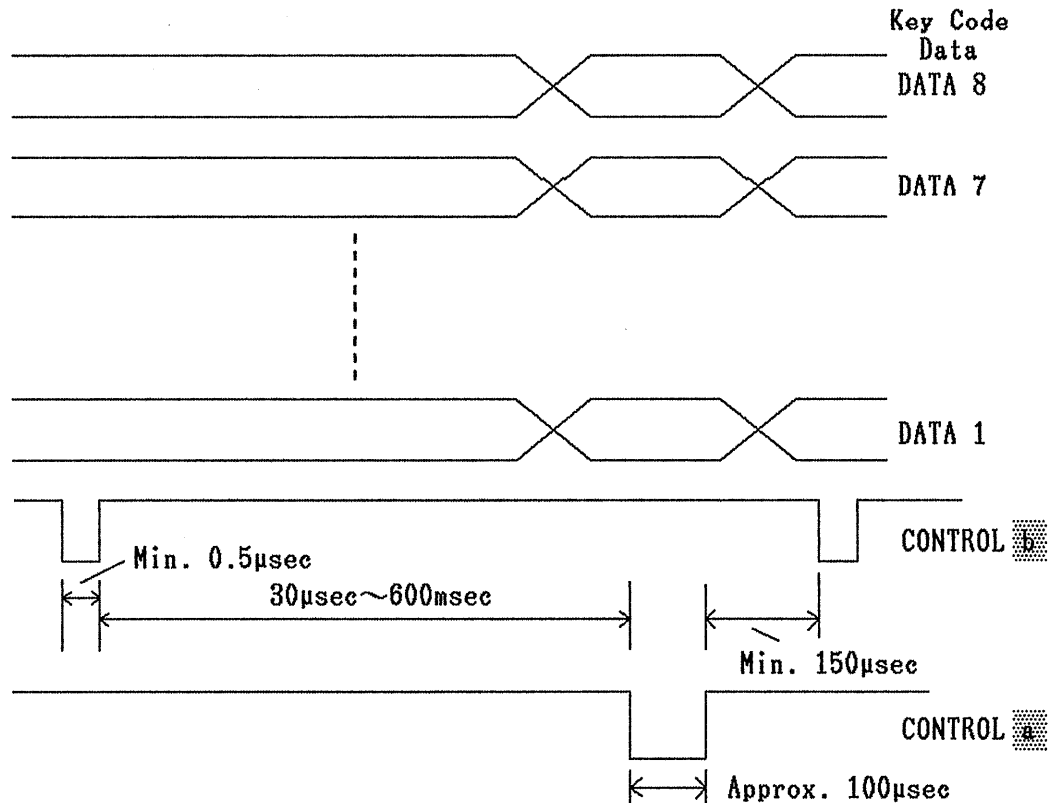 Key Code
Data
DATA 8
DATA 7
DATA 1
CONTROL b
Min. 0.5µsec
30µsec~600msec
Min. 150µsec
CONTROL a
Approx. 100µsec